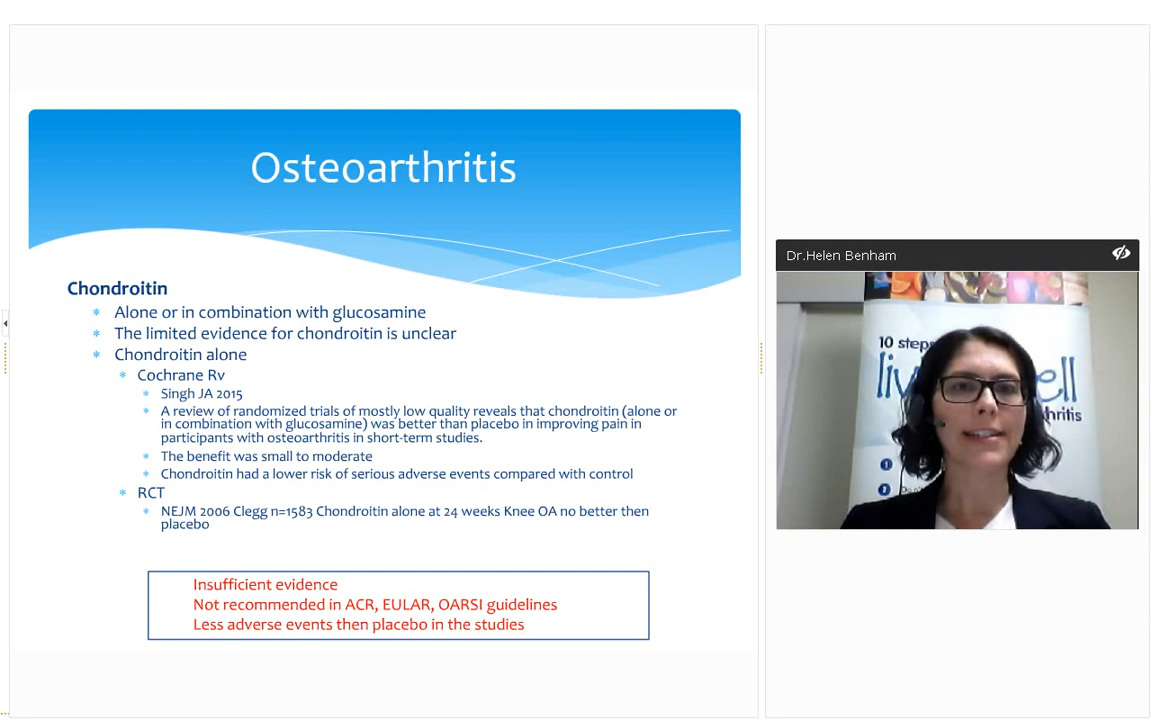 Osteoarthritis
Chondroitin
Alone or in combination with glucosamine
The limited evidence for chondroitin is unclear
Chondroitin alone
Cochrane Rv
Singh JA 2015
A review of randomized trials of mostly low quality reveals that chondroitin (alone or
in combination with glucosamine) was better than placebo in improving pain in
participants with osteoarthritis in short-term studies.
The benefit was small to moderate
Chondroitin had a lower risk of serious adverse events compared with control
RCT
NEJM 2006 Clegg n=1583 Chondroitin alone at 24 weeks Knee OA no better then
placebo
Insufficient evidence
Not recommended in ACR, EULAR, OARSI guidelines
Less adverse events then placebo in the studies
Dr.Helen Benham
10 steps
1
2